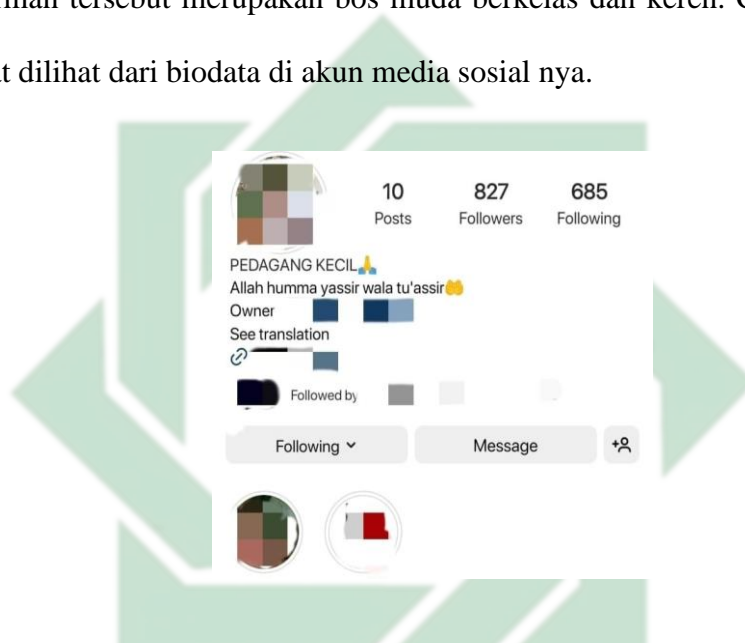 tersebut merupakan bos muda berkelas dan keren.
dilihat dari biodata di akun media sosial nya.
10 827 685
Posts Followers Following
PEDAGANG KECIL🙏
Allah humma yassir wala tu'assir🤲
Owner
See translation
Followed by
Following Message